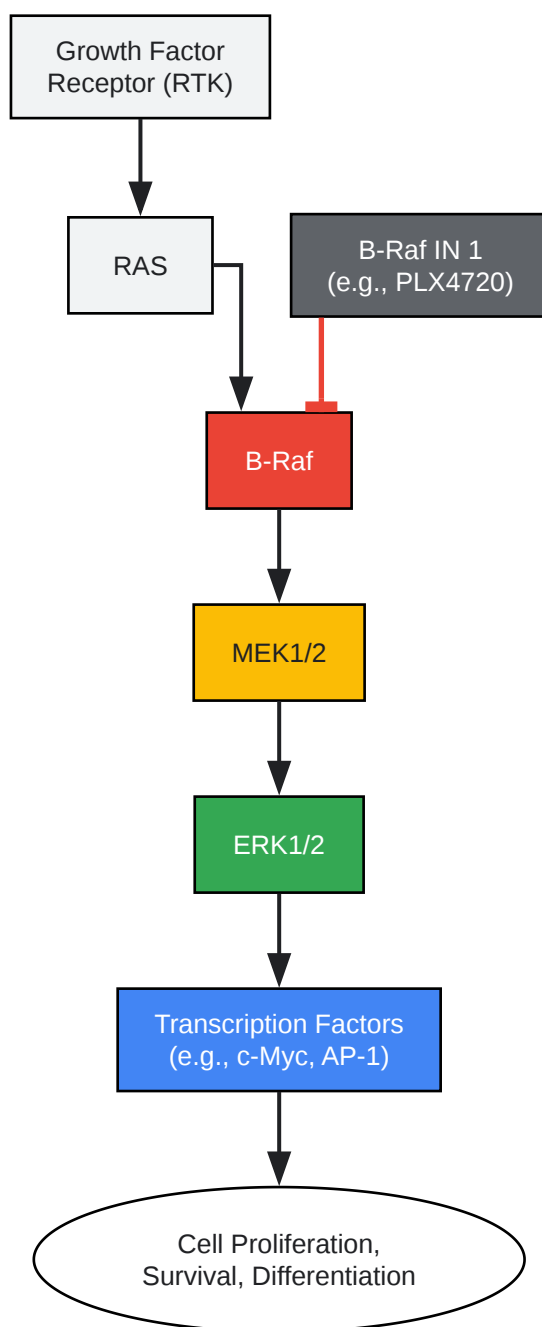 Growth Factor
Receptor (RTK)
RAS
B-Raf IN 1
(e.g., PLX4720)
B-Raf
MEK1/2
ERK1/2
Transcription Factors
(e.g., c-Myc, AP-1)
Cell Proliferation,
Survival, Differentiation